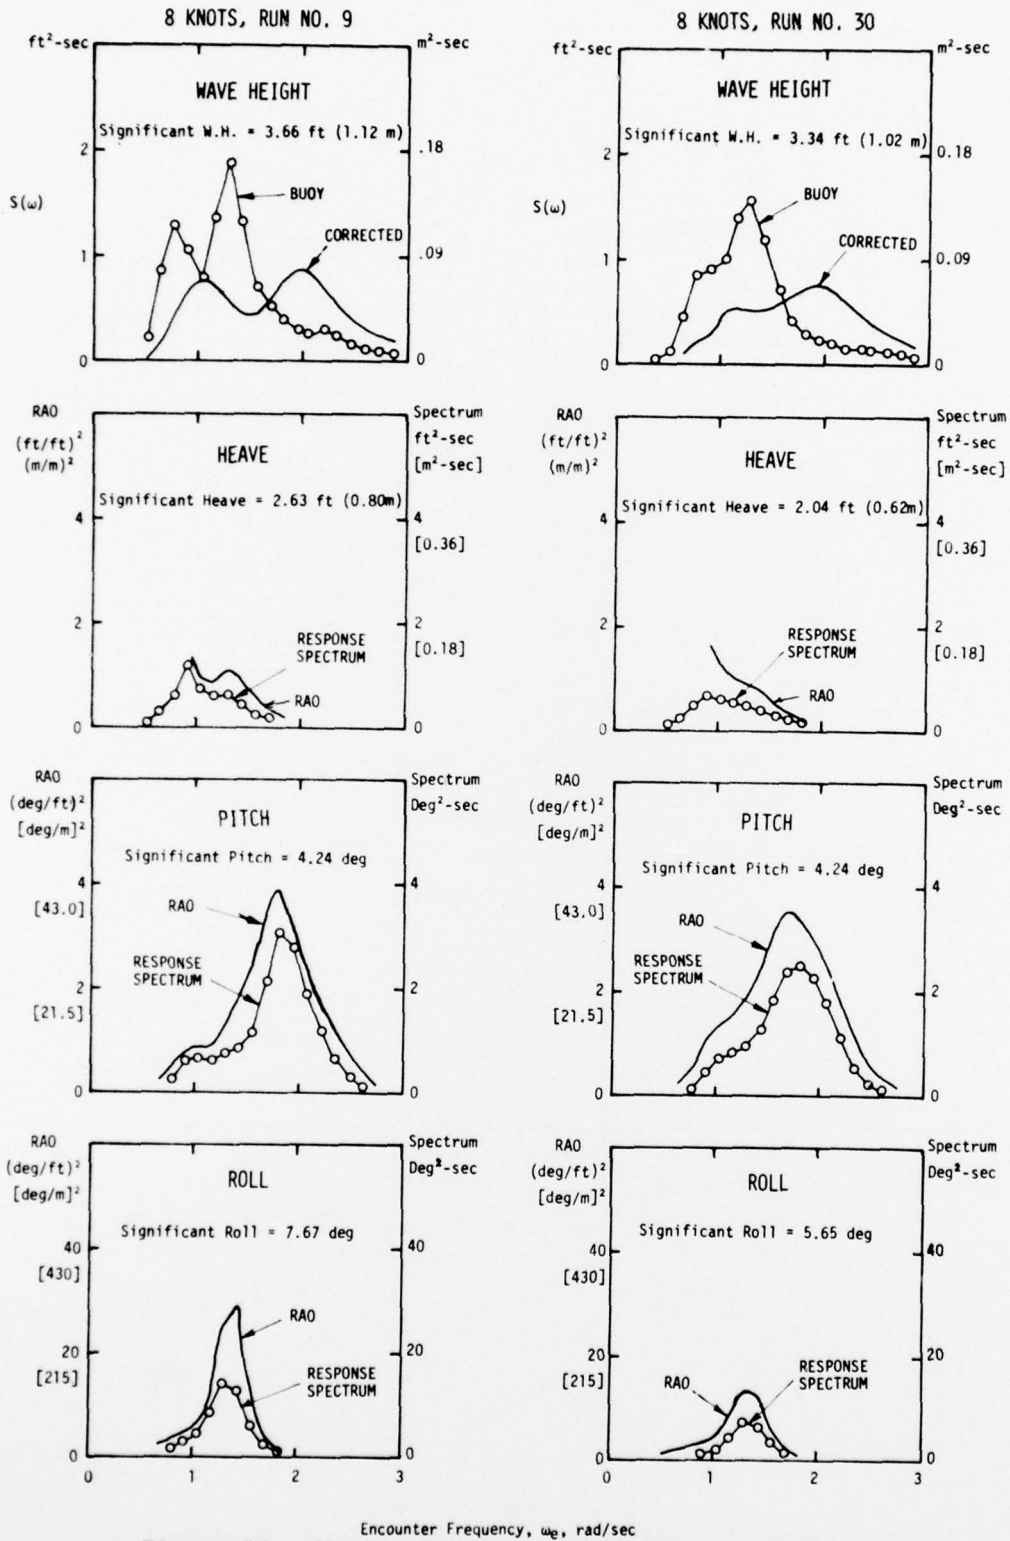 8 KNOTS, RUN NO. 9
ft²-sec
m²-sec
WAVE HEIGHT
Significant W.H. = 3.66 ft (1.12 m)
2
.18
S(ω)
BUOY
CORRECTED
1
.09
0
0
RAO
(ft/ft)²
(m/m)²
Spectrum
ft²-sec
[m²-sec]
HEAVE
Significant Heave = 2.63 ft (0.80m)
4
4
[0.36]
2
2
[0.18]
RESPONSE
SPECTRUM
RAO
0
0
RAO
(deg/ft)²
[deg/m]²
Spectrum
Deg²-sec
PITCH
Significant Pitch = 4.24 deg
4
4
[43.0]
RAO
RESPONSE
SPECTRUM
2
2
[21.5]
0
0
RAO
(deg/ft)²
[deg/m]²
Spectrum
Deg²-sec
ROLL
Significant Roll = 7.67 deg
40
40
[430]
RAO
20
20
[215]
RESPONSE
SPECTRUM
0
0
0 1 2 3
8 KNOTS, RUN NO. 30
ft²-sec
m²-sec
WAVE HEIGHT
Significant W.H. = 3.34 ft (1.02 m)
2
0.18
S(ω)
BUOY
CORRECTED
1
0.09
0
0
RAO
(ft/ft)²
(m/m)²
Spectrum
ft²-sec
[m²-sec]
HEAVE
Significant Heave = 2.04 ft (0.62m)
4
4
[0.36]
2
2
[0.18]
RESPONSE
SPECTRUM
RAO
0
0
RAO
(deg/ft)²
[deg/m]²
Spectrum
Deg²-sec
PITCH
Significant Pitch = 4.24 deg
4
4
[43.0]
RAO
RESPONSE
SPECTRUM
2
2
[21.5]
0
0
RAO
(deg/ft)²
[deg/m]²
Spectrum
Deg²-sec
ROLL
Significant Roll = 5.65 deg
40
40
[430]
20
20
[215]
RAO
RESPONSE
SPECTRUM
0
0
0 1 2 3
Encounter Frequency, ωe, rad/sec